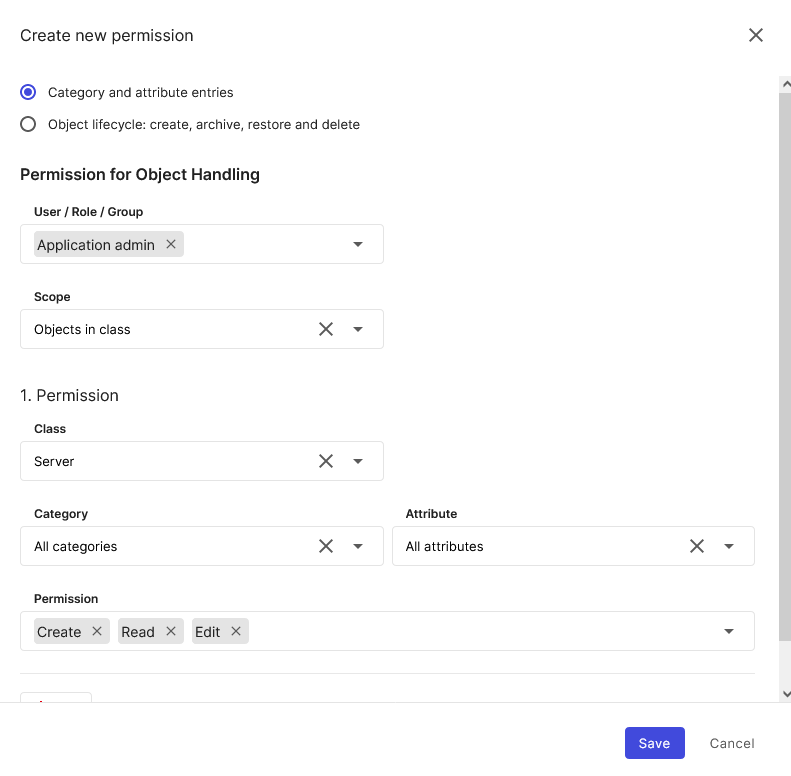 Create new permission
Category and attribute entries
Object lifecycle: create, archive, restore and delete
Permission for Object Handling
User / Role / Group
Application admin
Scope
Objects in class
1. Permission
Class
Server
Category Attribute
All categories All attributes
Permission
Create Read Edit
Save Cancel